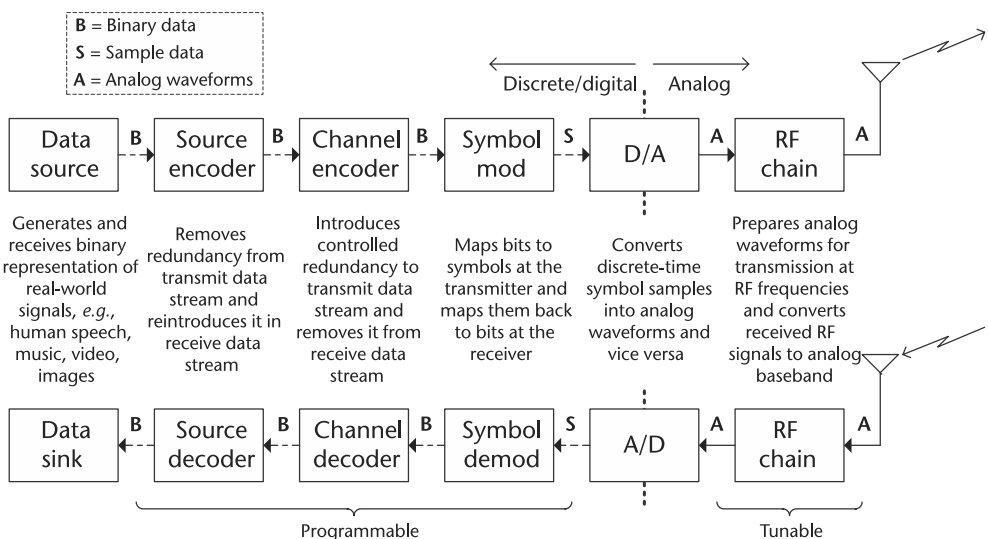 B = Binary data
S = Sample data
A = Analog waveforms
Discrete/digital
Analog
Data
source
B
Source
encoder
B
Channel
encoder
B
Symbol
mod
S
D/A
A
RF
chain
A
Generates and
receives binary
representation of
real-world
signals, e.g.,
human speech,
music, video,
images
Removes
redundancy from
transmit data
stream and
reintroduces it in
receive data
stream
Introduces
controlled
redundancy to
transmit data
stream and
removes it from
receive data
stream
Maps bits to
symbols at the
transmitter and
maps them back
to bits at the
receiver
Converts
discrete-time
symbol samples
into analog
waveforms and
vice versa
Prepares analog
waveforms for
transmission at
RF frequencies
and converts
received RF
signals to analog
baseband
Data
sink
B
Source
decoder
B
Channel
decoder
B
Symbol
demod
S
A/D
A
RF
chain
A
Programmable
Tunable